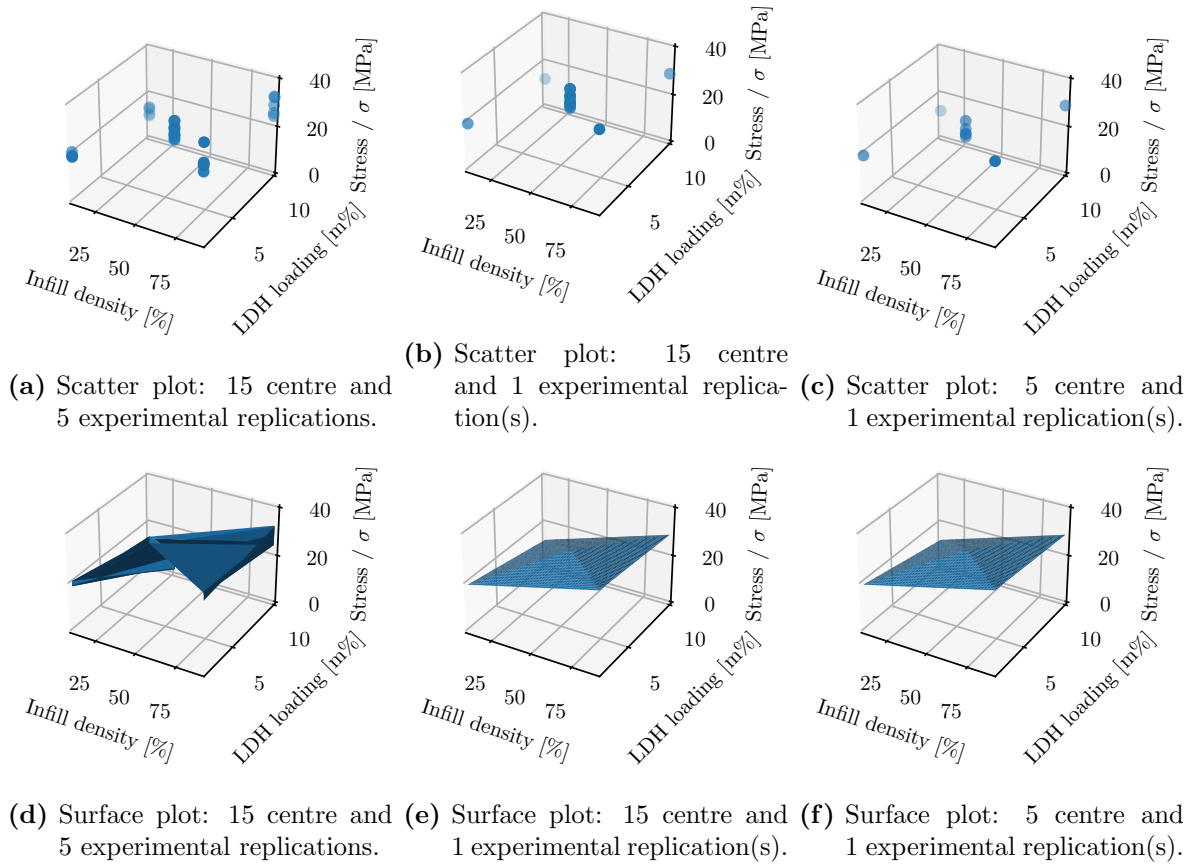 40
20
0
10
5
25
50
75
Infill density [%]
LDH loading [m%]
Stress / σ [MPa]
(a) Scatter plot: 15 centre and
5 experimental replications.
40
20
0
10
5
25
50
75
Infill density [%]
LDH loading [m%]
Stress / σ [MPa]
(b) Scatter plot: 15 centre
and 1 experimental replica-
tion(s).
40
20
0
10
5
25
50
75
Infill density [%]
LDH loading [m%]
Stress / σ [MPa]
(c) Scatter plot: 5 centre and
1 experimental replication(s).
40
20
0
10
5
25
50
75
Infill density [%]
LDH loading [m%]
Stress / σ [MPa]
(d) Surface plot: 15 centre and
5 experimental replications.
40
20
0
10
5
25
50
75
Infill density [%]
LDH loading [m%]
Stress / σ [MPa]
(e) Surface plot: 15 centre and
1 experimental replication(s).
40
20
0
10
5
25
50
75
Infill density [%]
LDH loading [m%]
Stress / σ [MPa]
(f) Surface plot: 5 centre and
1 experimental replication(s).